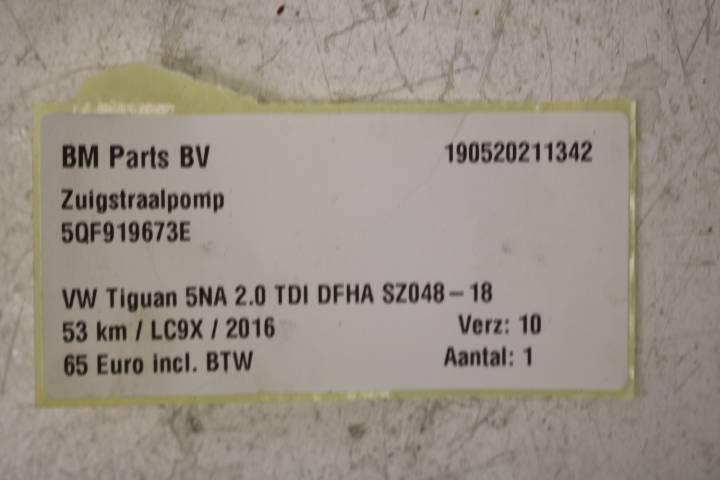 BM Parts BV 190520211342
Zuigstraalpomp
5QF919673E
VW Tiguan 5NA 2.0 TDI DFHA SZ048-18
53 km / LC9X / 2016 Verz: 10
65 Euro incl. BTW Aantal: 1